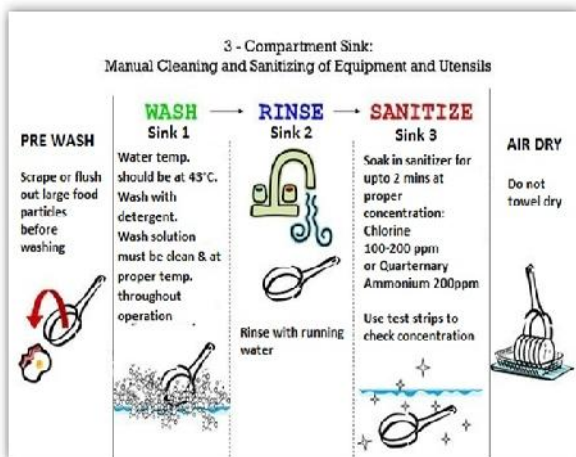 3 - Compartment Sink:
Manual Cleaning and Sanitizing of Equipment and Utensils
PRE WASH
Scrape or flush
out large food
particles
before
washing
WASH
Sink 1
Water temp.
should be at 43°C.
Wash with
detergent.
Wash solution
must be clean & at
proper temp.
throughout
operation
RINSE
Sink 2
Rinse with running
water
SANITIZE
Sink 3
Soak in sanitizer for
upto 2 mins at
proper
concentration:
Chlorine
100-200 ppm
or Quarternary
Ammonium 200ppm
Use test strips to
check concentration
AIR DRY
Do not
towel dry